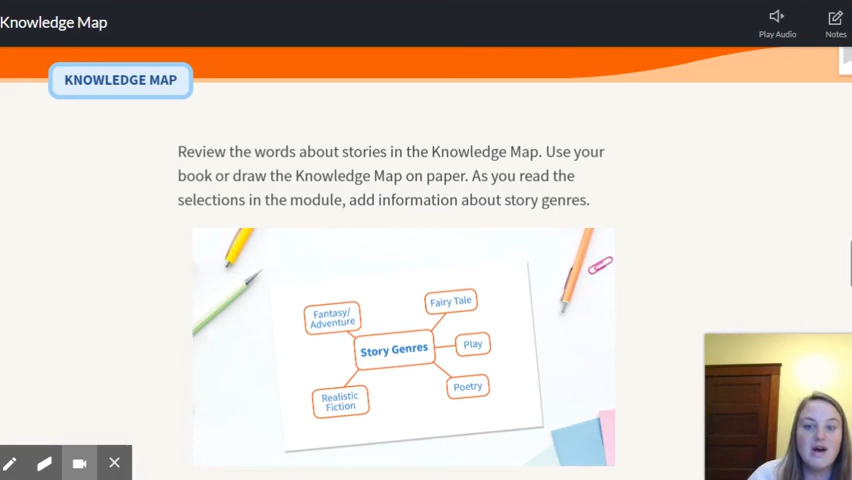 Knowledge Map
Play Audio
Notes
KNOWLEDGE MAP
Review the words about stories in the Knowledge Map. Use your
book or draw the Knowledge Map on paper. As you read the
selections in the module, add information about story genres.
Fantasy/
Adventure
Fairy Tale
Story Genres
Play
Realistic
Fiction
Poetry